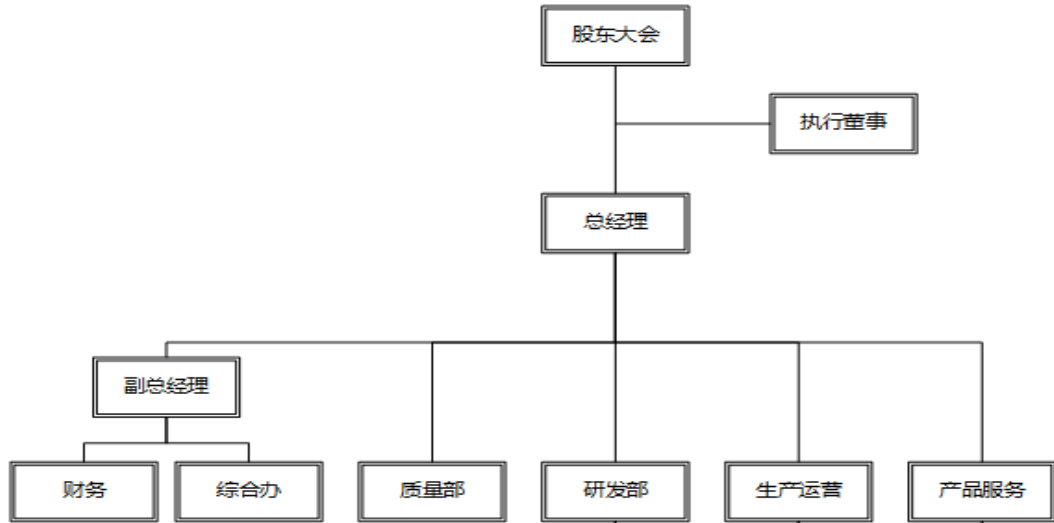 股东大会
执行董事
总经理
副总经理
财务
综合办
质量部
研发部
生产运营
产品服务